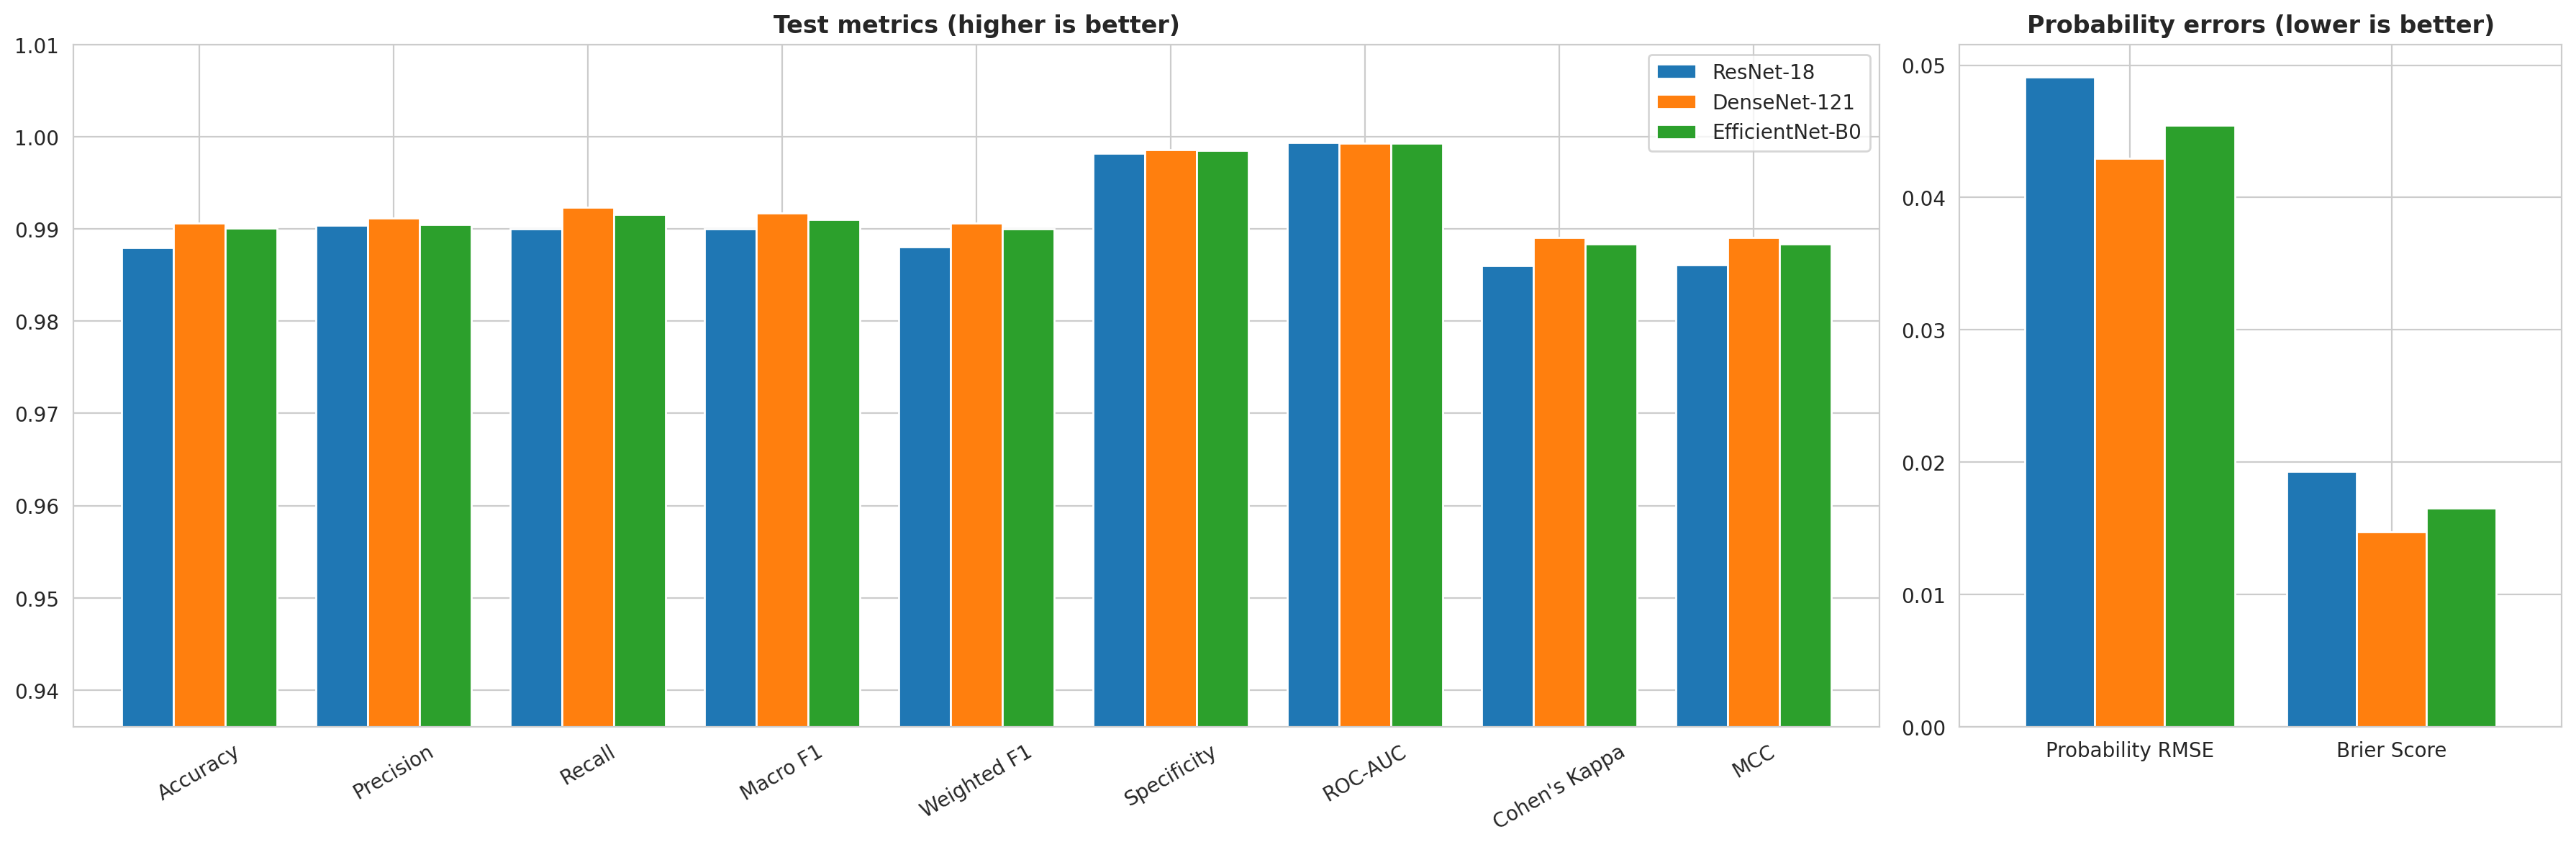 Test metrics (higher is better)
1.01
1.00
0.99
0.98
0.97
0.96
0.95
0.94
ResNet-18
DenseNet-121
EfficientNet-B0
Accuracy
Precision
Recall
Macro F1
Weighted F1
Specificity
ROC-AUC
Cohen's Kappa
MCC
Probability errors (lower is better)
0.05
0.04
0.03
0.02
0.01
0.00
Probability RMSE
Brier Score